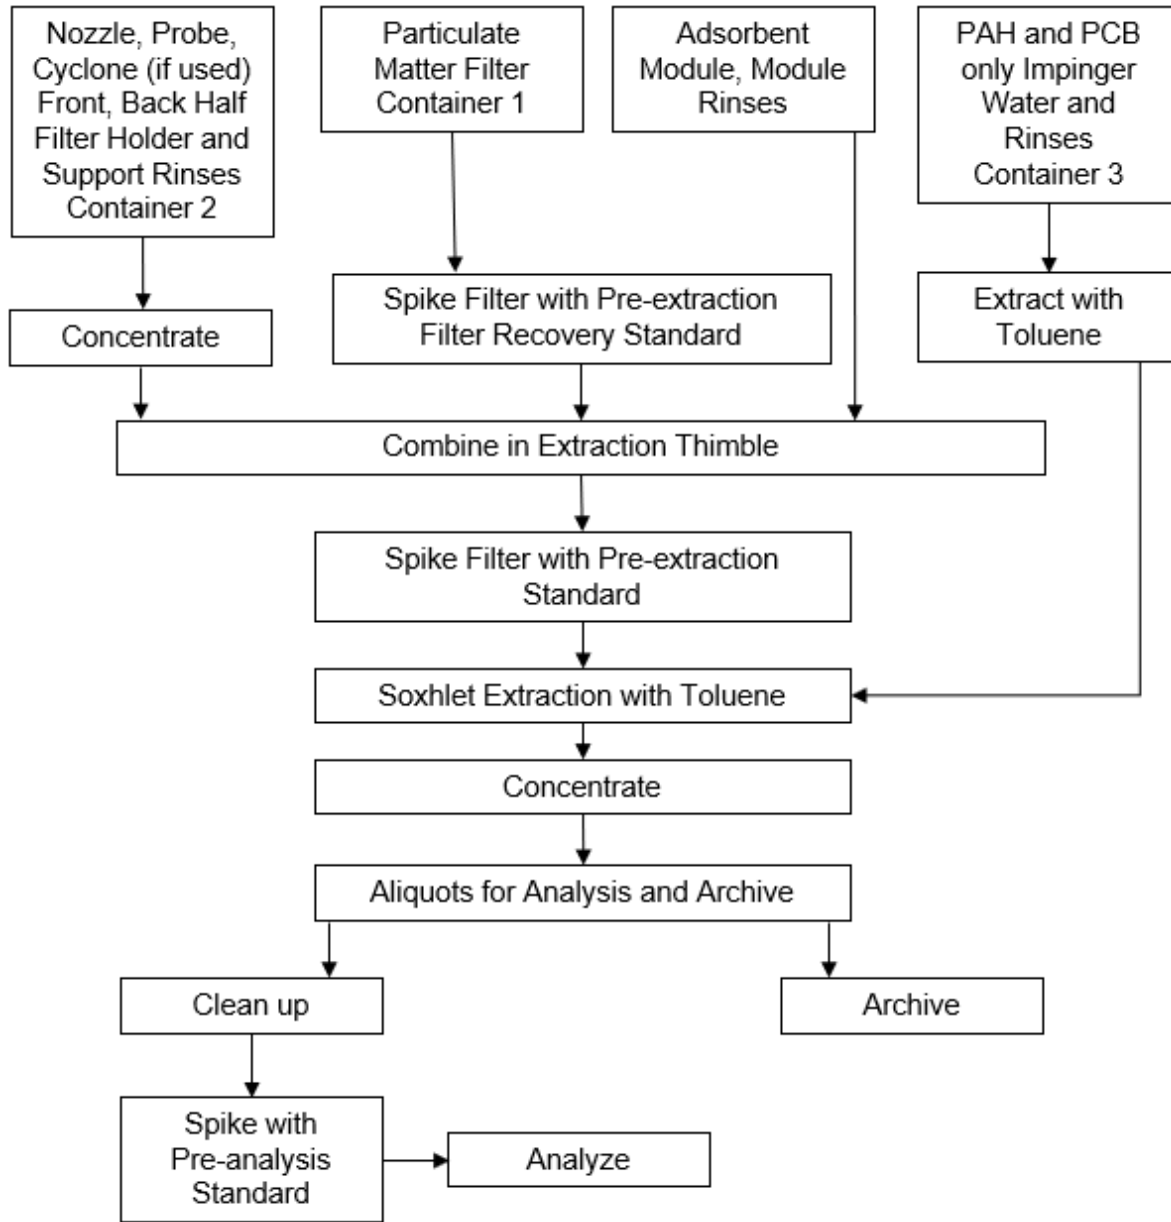 Nozzle, Probe,
Cyclone (if used)
Front, Back Half
Filter Holder and
Support Rinses
Container 2
Particulate
Matter Filter
Container 1
Adsorbent
Module, Module
Rinses
PAH and PCB
only Impinger
Water and
Rinses
Container 3
Concentrate
Spike Filter with Pre-extraction
Filter Recovery Standard
Extract with
Toluene
Combine in Extraction Thimble
Spike Filter with Pre-extraction
Standard
Soxhlet Extraction with Toluene
Concentrate
Aliquots for Analysis and Archive
Clean up
Archive
Spike with
Pre-analysis
Standard
Analyze